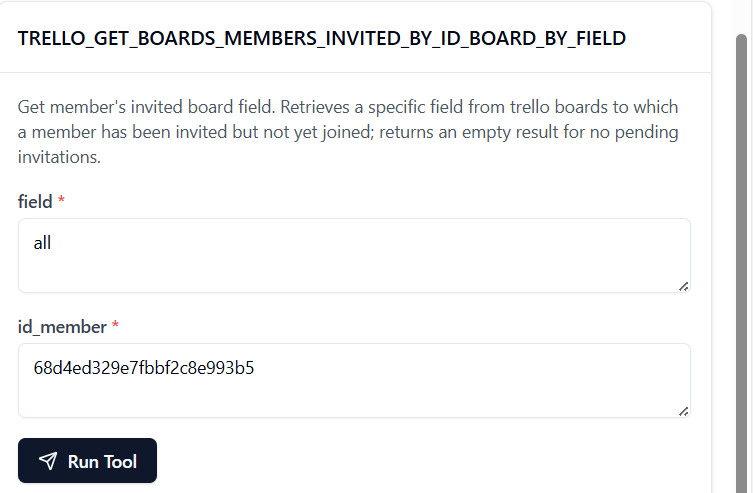 TRELLO_GET_BOARDS_MEMBERS_INVITED_BY_ID_BOARD_BY_FIELD
Get member's invited board field. Retrieves a specific field from trello boards to which
a member has been invited but not yet joined; returns an empty result for no pending
invitations.
field *
all
id_member *
68d4ed329e7fbbf2c8e993b5
Run Tool